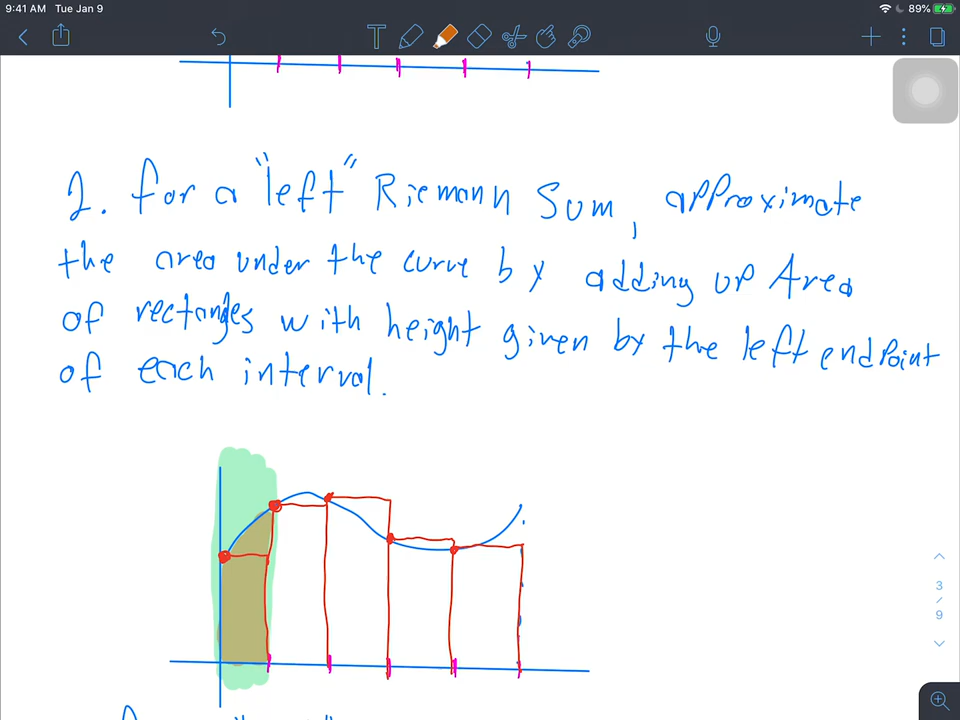 9:41 AM Tue Jan 9
89%
2. for a "left" Riemann Sum, approximate
the area under the curve by adding up Area
of rectangles with height given by the left endpoint
of each interval.
3
/
9